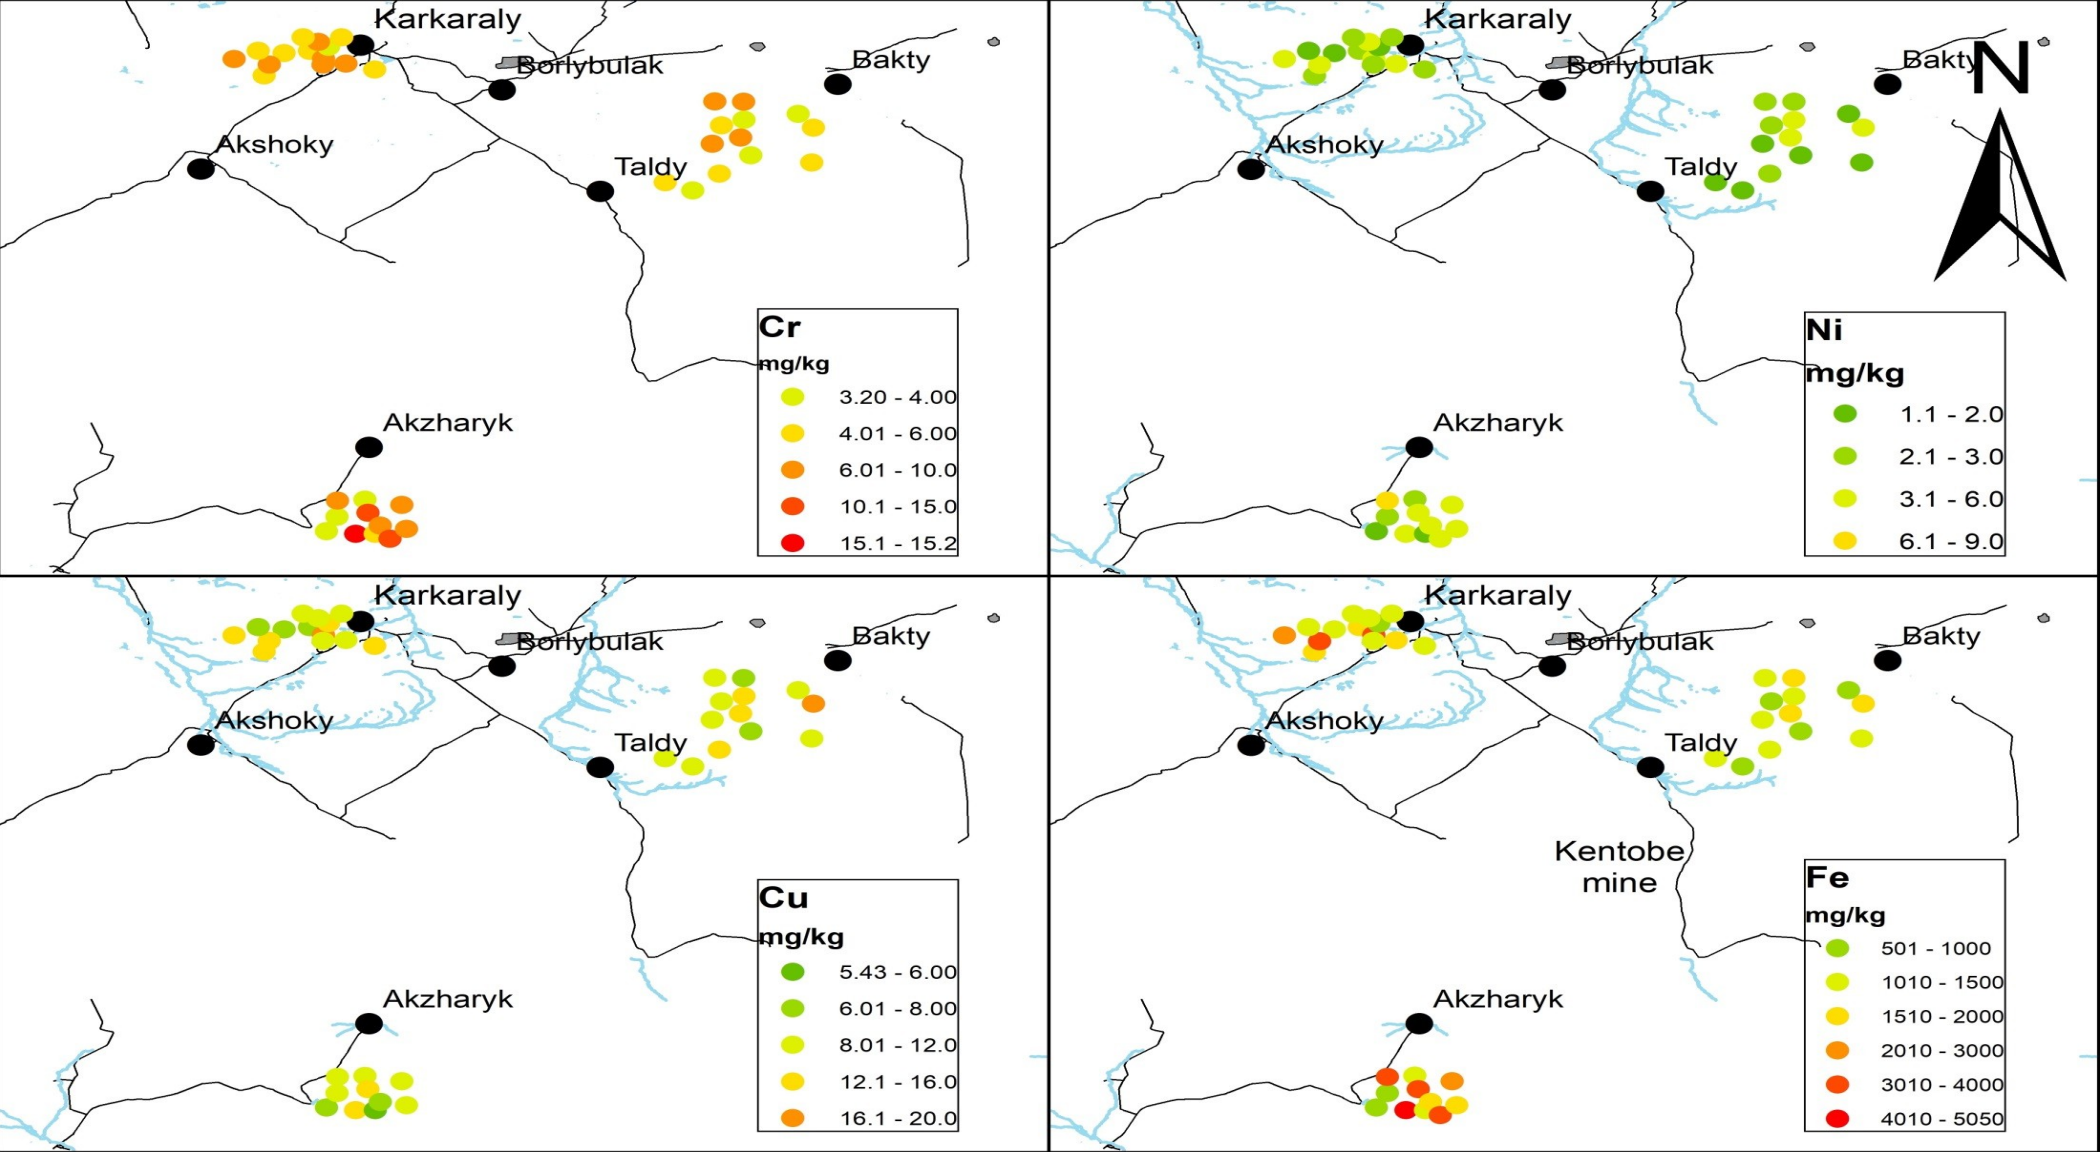 Karkaraly
Borlybulak
Bakty
Akshoky
Taldy
Akzharyk
Cr
mg/kg
3.20 - 4.00
4.01 - 6.00
6.01 - 10.0
10.1 - 15.0
15.1 - 15.2
Karkaraly
Borlybulak
Bakty
N
Akshoky
Taldy
Akzharyk
Ni
mg/kg
1.1 - 2.0
2.1 - 3.0
3.1 - 6.0
6.1 - 9.0
Karkaraly
Borlybulak
Bakty
Akshoky
Taldy
Akzharyk
Cu
mg/kg
5.43 - 6.00
6.01 - 8.00
8.01 - 12.0
12.1 - 16.0
16.1 - 20.0
Karkaraly
Borlybulak
Bakty
Akshoky
Taldy
Kentobe
mine
Akzharyk
Fe
mg/kg
501 - 1000
1010 - 1500
1510 - 2000
2010 - 3000
3010 - 4000
4010 - 5050